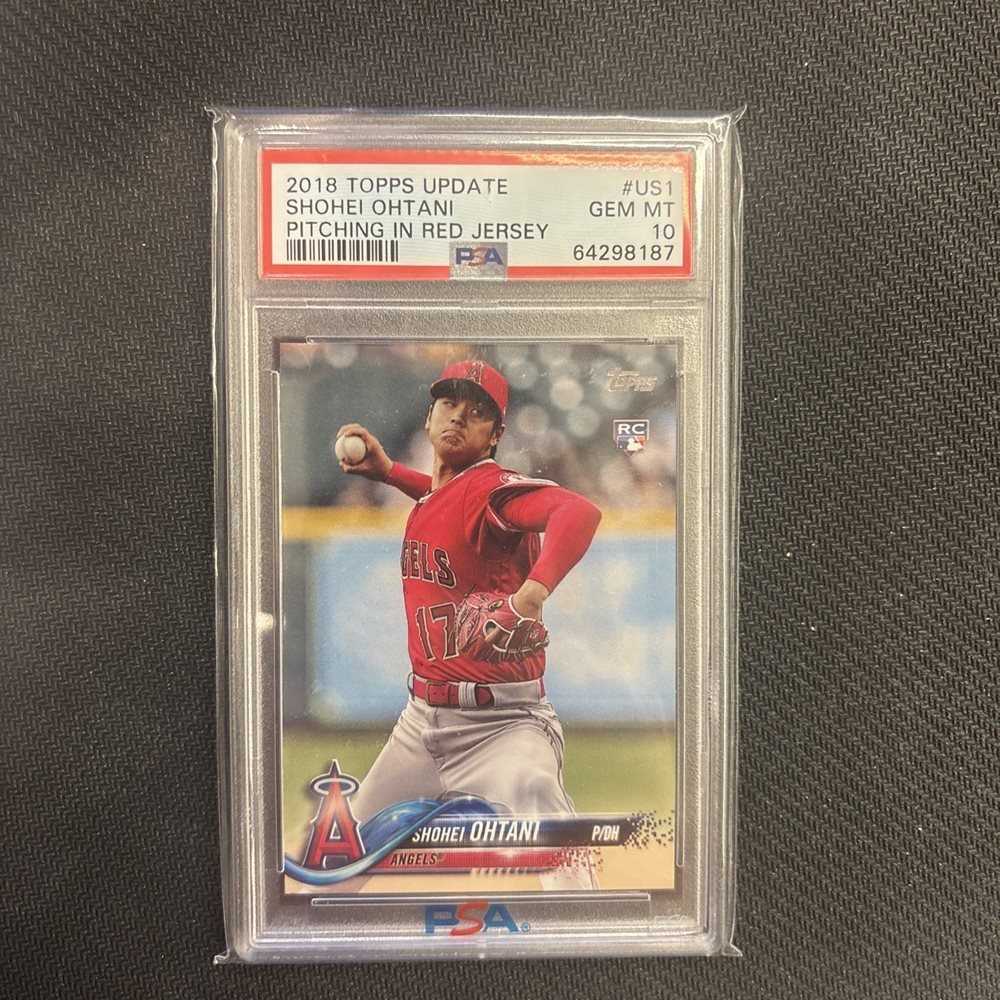 2018 TOPPS UPDATE #US1
SHOHEI OHTANI GEM MT
PITCHING IN RED JERSEY 10
PSA 64298187
TOPPS
RC
A
GELS
17
A
SHOHEI OHTANI P/DH
ANGELS®
PSA®